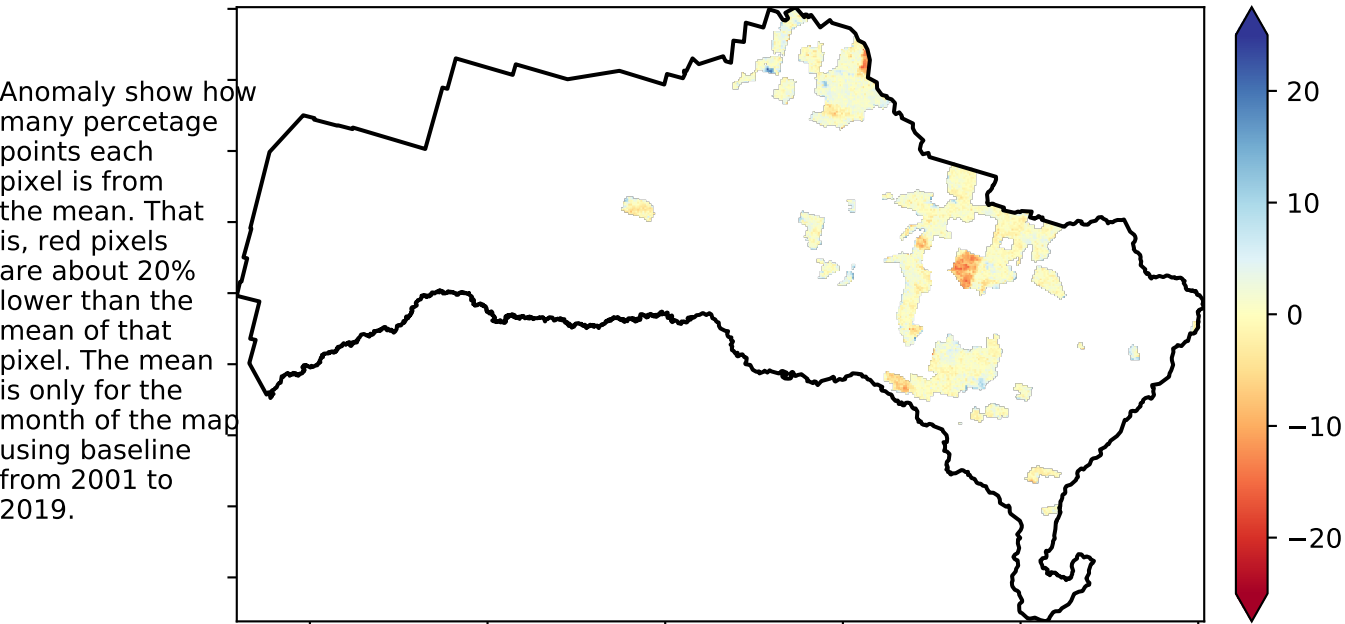 Anomaly show how
many percetage
points each
pixel is from
the mean. That
is, red pixels
are about 20%
lower than the
mean of that
pixel. The mean
is only for the
month of the map
using baseline
from 2001 to
2019.
20
10
0
−10
−20